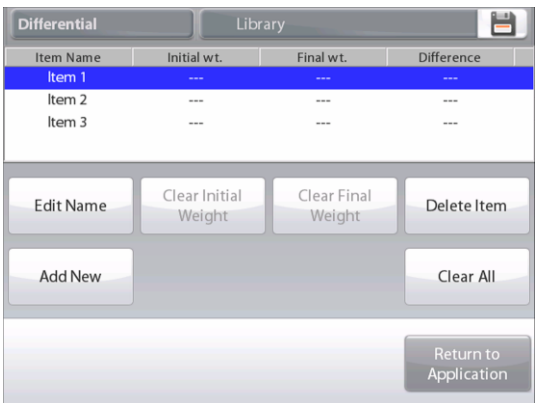 Differential Library
Item Name Initial wt. Final wt. Difference
Item 1 --- --- ---
Item 2 --- --- ---
Item 3 --- --- ---
Edit Name Clear Initial Weight Clear Final Weight Delete Item
Add New Clear All
Return to
Application